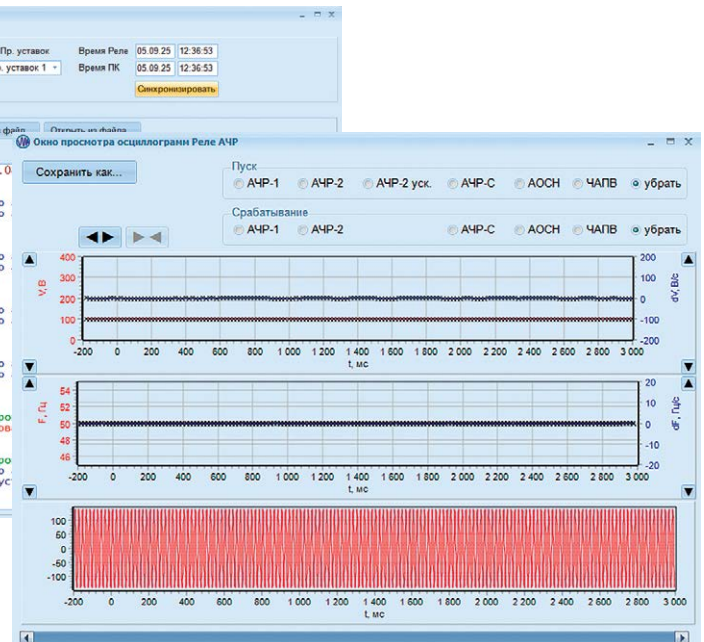 Пр. уставок Время Реле 05.09.25 12:36:53
уставок 1 Время ПК 05.09.25 12:36:53
Синхронизировать
файл Открыть из файла
Окно просмотра осциллограмм Реле АЧР
Сохранить как...
Пуск
АЧР-1 АЧР-2 АЧР-2 уск. АЧР-С АОСН ЧАПВ убрать
Срабатывание
АЧР-1 АЧР-2 АЧР-С АОСН ЧАПВ убрать
400 200
300 100
V, В 200 0 dV, В/с
100 -100
0 -200
-200 0 200 400 600 800 1 000 1 200 1 400 1 600 1 800 2 000 2 200 2 400 2 600 2 800 3 000
t, мс
20
54
52 10
F, Гц 50 0 dF, Гц/с
48 -10
46
-20
-200 0 200 400 600 800 1 000 1 200 1 400 1 600 1 800 2 000 2 200 2 400 2 600 2 800 3 000
t, мс
100
50
0
-50
-100
-200 0 200 400 600 800 1 000 1 200 1 400 1 600 1 800 2 000 2 200 2 400 2 600 2 800 3 000
t, мс